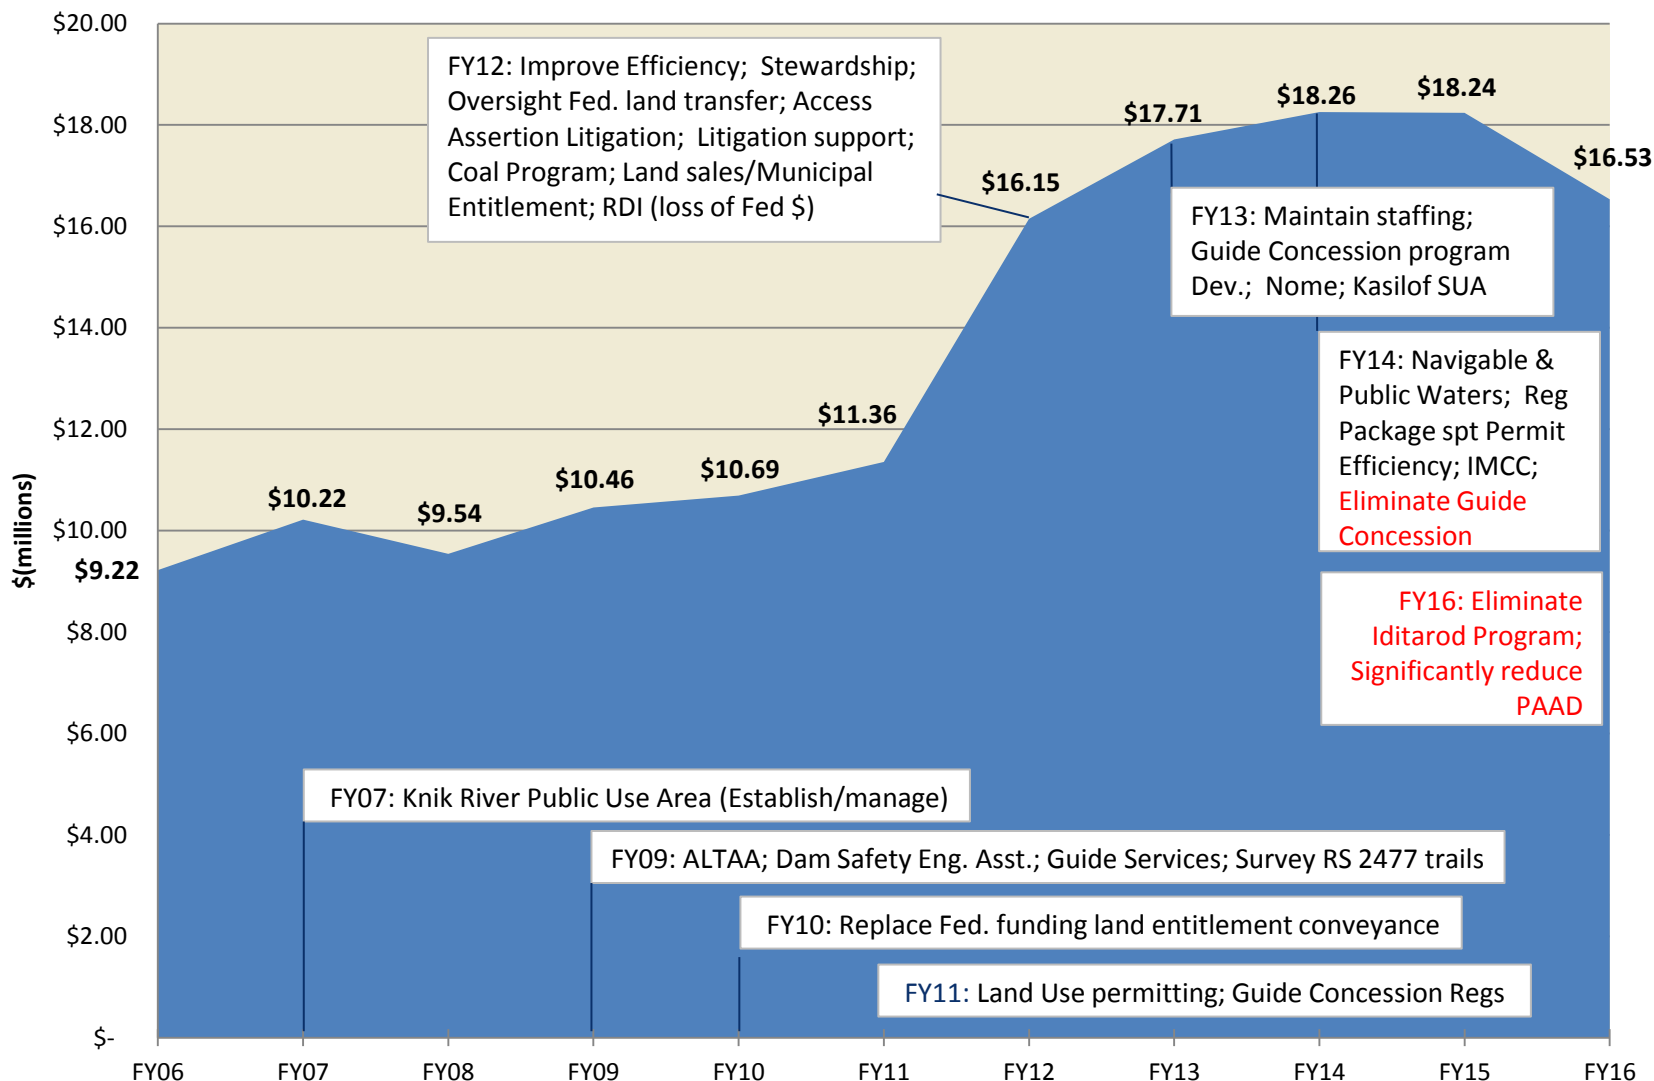 $20.00
$18.00
$16.00
$14.00
$12.00
$10.00
$8.00
$6.00
$4.00
$2.00
$-
$(millions)
FY12: Improve Efficiency; Stewardship;
Oversight Fed. land transfer; Access
Assertion Litigation; Litigation support;
Coal Program; Land sales/Municipal
Entitlement; RDI (loss of Fed $)
$9.22
$10.22
$9.54
$10.46
$10.69
$11.36
$16.15
$17.71
$18.26
$18.24
$16.53
FY13: Maintain staffing;
Guide Concession program
Dev.; Nome; Kasilof SUA
FY14: Navigable &
Public Waters; Reg
Package spt Permit
Efficiency; IMCC;
Eliminate Guide
Concession
FY16: Eliminate
Iditarod Program;
Significantly reduce
PAAD
FY07: Knik River Public Use Area (Establish/manage)
FY09: ALTAA; Dam Safety Eng. Asst.; Guide Services; Survey RS 2477 trails
FY10: Replace Fed. funding land entitlement conveyance
FY11: Land Use permitting; Guide Concession Regs
FY06
FY07
FY08
FY09
FY10
FY11
FY12
FY13
FY14
FY15
FY16